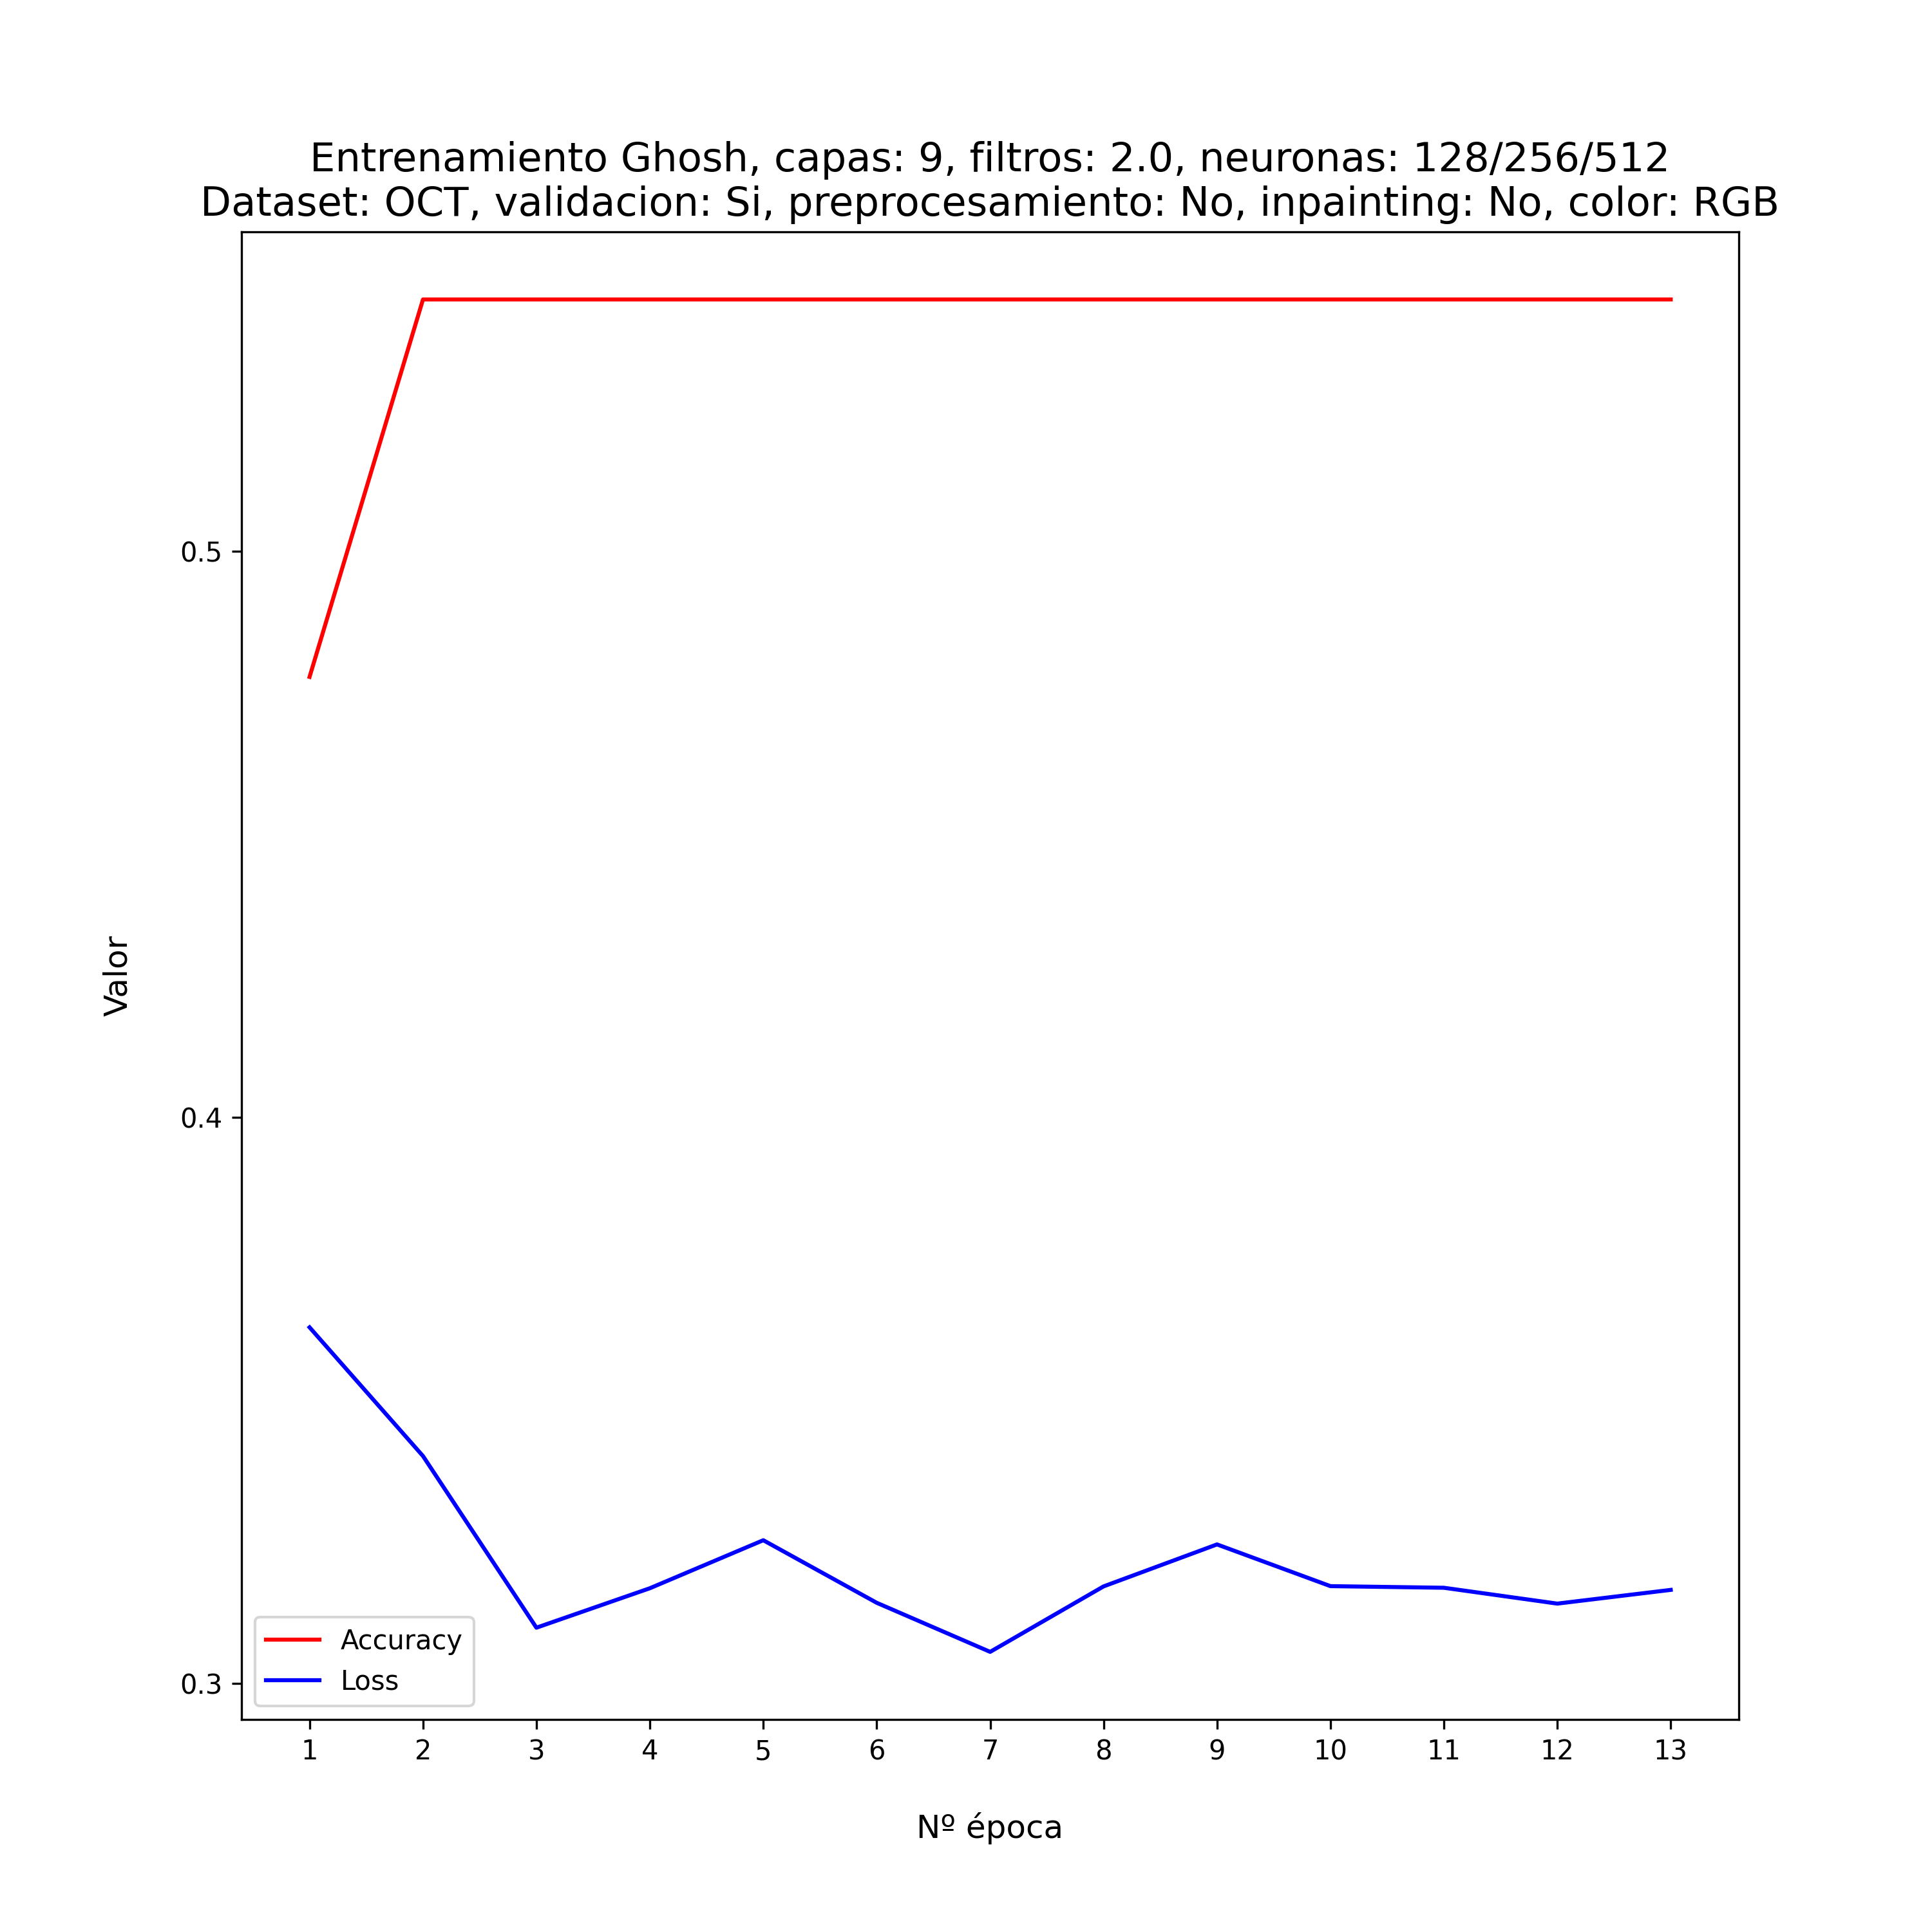 Entrenamiento Ghosh, capas: 9, filtros: 2.0, neuronas: 128/256/512
Dataset: OCT, validacion: Si, preprocesamiento: No, inpainting: No, color: RGB
Valor
0.5
0.4
0.3
Accuracy
Loss
1 2 3 4 5 6 7 8 9 10 11 12 13
Nº época